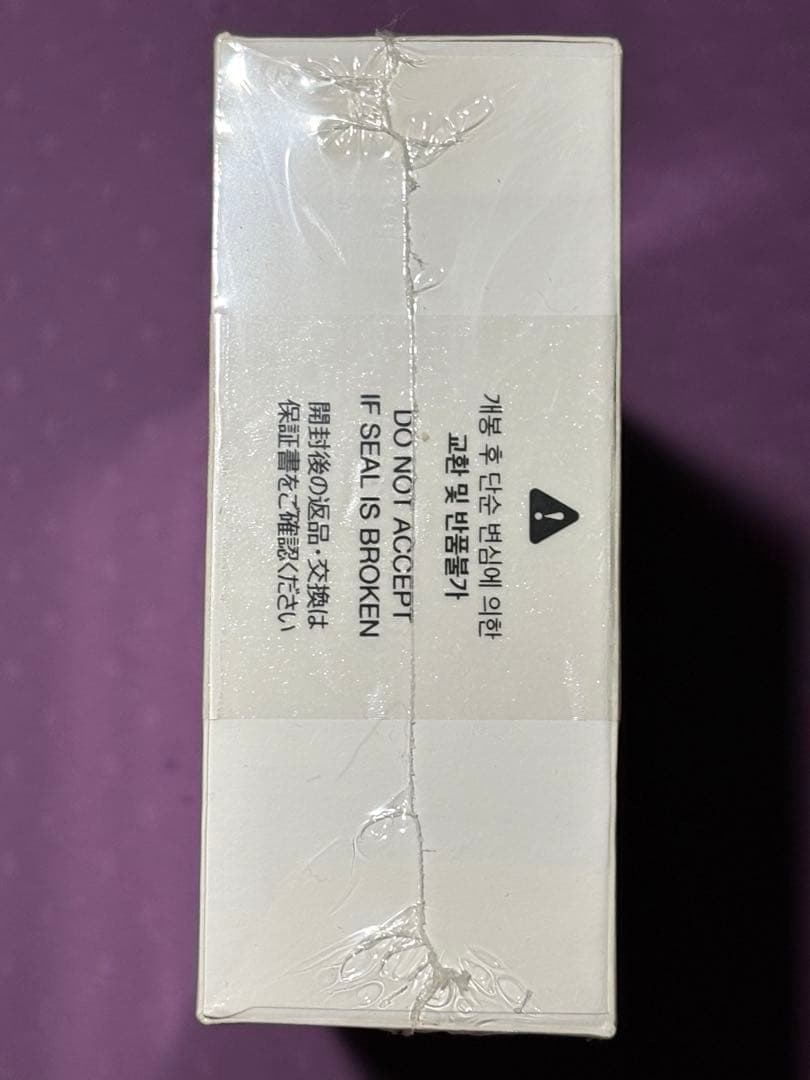 개봉 후 단순 변심에 의한
교환 및 반품불가
DO NOT ACCEPT
IF SEAL IS BROKEN
開封後の返品・交換は
保証書をご確認ください